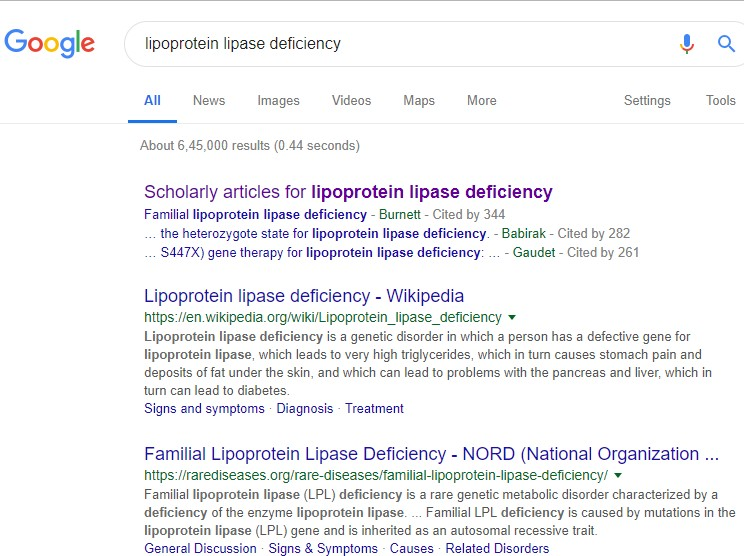 Google
lipoprotein lipase deficiency
All News Images Videos Maps More Settings Tools
About 6,45,000 results (0.44 seconds)
Scholarly articles for lipoprotein lipase deficiency
Familial lipoprotein lipase deficiency - Burnett - Cited by 344
... the heterozygote state for lipoprotein lipase deficiency. - Babirak - Cited by 282
... S447X) gene therapy for lipoprotein lipase deficiency: ... - Gaudet - Cited by 261
Lipoprotein lipase deficiency - Wikipedia
https://en.wikipedia.org/wiki/Lipoprotein_lipase_deficiency
Lipoprotein lipase deficiency is a genetic disorder in which a person has a defective gene for
lipoprotein lipase, which leads to very high triglycerides, which in turn causes stomach pain and
deposits of fat under the skin, and which can lead to problems with the pancreas and liver, which in
turn can lead to diabetes.
Signs and symptoms · Diagnosis · Treatment
Familial Lipoprotein Lipase Deficiency - NORD (National Organization ...
https://rarediseases.org/rare-diseases/familial-lipoprotein-lipase-deficiency/
Familial lipoprotein lipase (LPL) deficiency is a rare genetic metabolic disorder characterized by a
deficiency of the enzyme lipoprotein lipase. ... Familial LPL deficiency is caused by mutations in the
lipoprotein lipase (LPL) gene and is inherited as an autosomal recessive trait.
General Discussion · Signs & Symptoms · Causes · Related Disorders